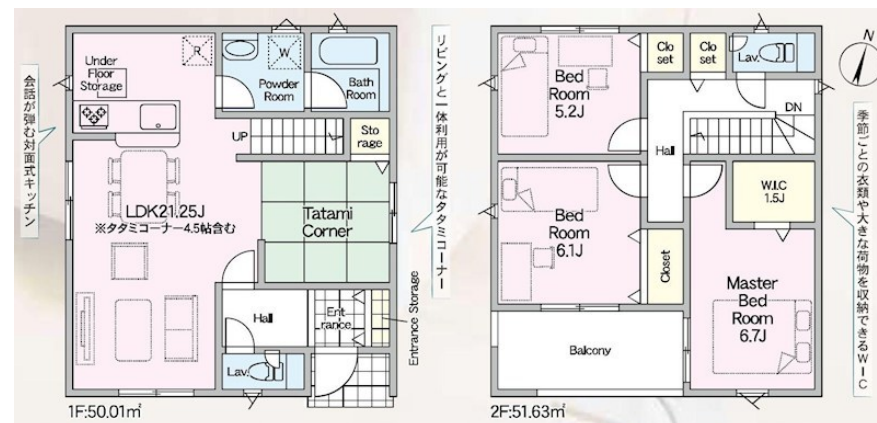 会話が弾む対面式キッチン
Under
Floor
Storage
R
W
Powder
Room
Bath
Room
UP
Sto
rage
LDK21.25J
※タタミコーナー4.5帖含む
Tatami
Corner
Hall
Ent
rance
Entrance Storage
Lav.
1F:50.01㎡
リビングと一体利用が可能なタタミコーナー
Bed
Room
5.2J
Clo
set
Clo
set
Lav.
DN
Hall
W.I.C
1.5J
Bed
Room
6.1J
Closet
Master
Bed
Room
6.7J
Balcony
2F:51.63㎡
N
季節ごとの衣類や大きな荷物を収納できるWIC